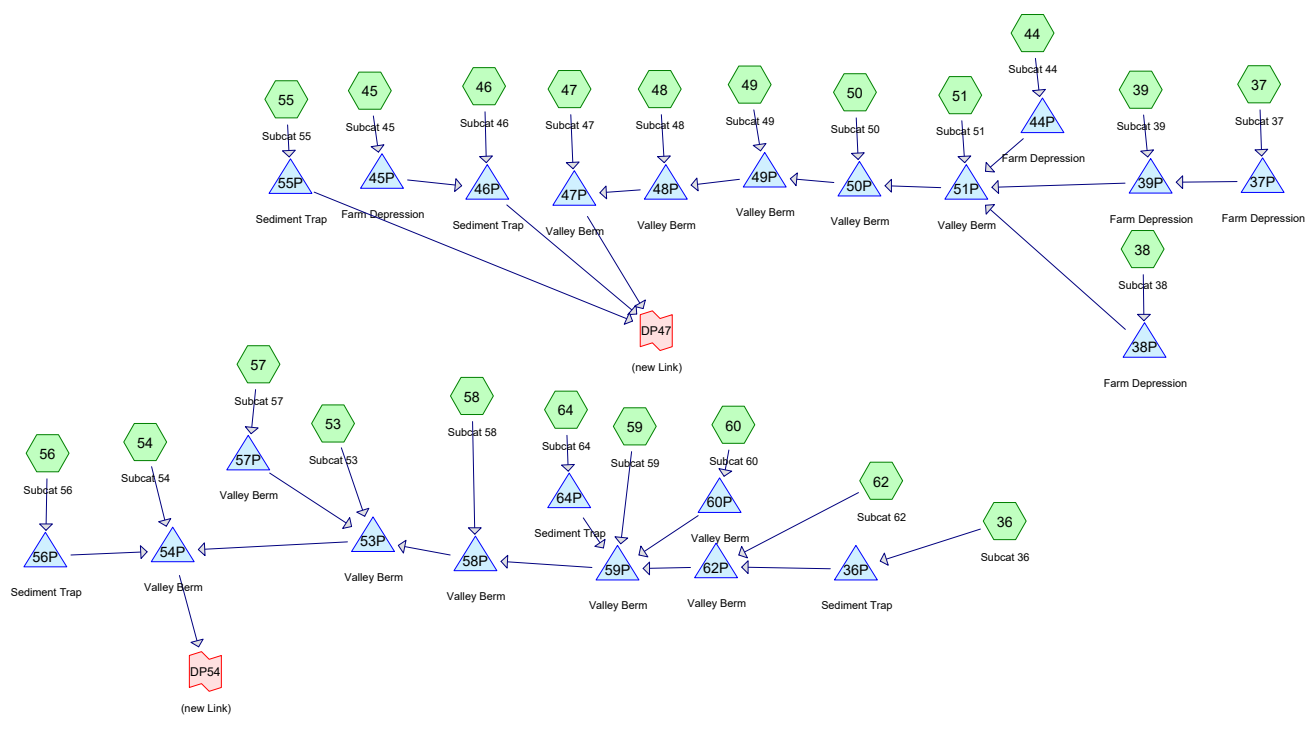 44
Subcat 44
44P
Farm Depression
55
Subcat 55
55P
Sediment Trap
45
Subcat 45
45P
Farm Depression
46
Subcat 46
46P
Sediment Trap
47
Subcat 47
47P
Valley Berm
48
Subcat 48
48P
Valley Berm
49
Subcat 49
49P
Valley Berm
50
Subcat 50
50P
Valley Berm
51
Subcat 51
51P
Valley Berm
39
Subcat 39
39P
Farm Depression
37
Subcat 37
37P
Farm Depression
38
Subcat 38
38P
Farm Depression
DP47
(new Link)
57
Subcat 57
57P
Valley Berm
56
Subcat 56
56P
Sediment Trap
54
Subcat 54
54P
Valley Berm
53
Subcat 53
53P
Valley Berm
58
Subcat 58
58P
Valley Berm
64
Subcat 64
64P
Sediment Trap
59
Subcat 59
59P
Valley Berm
60
Subcat 60
60P
Valley Berm
62
Subcat 62
62P
Valley Berm
36
Subcat 36
36P
Sediment Trap
DP54
(new Link)